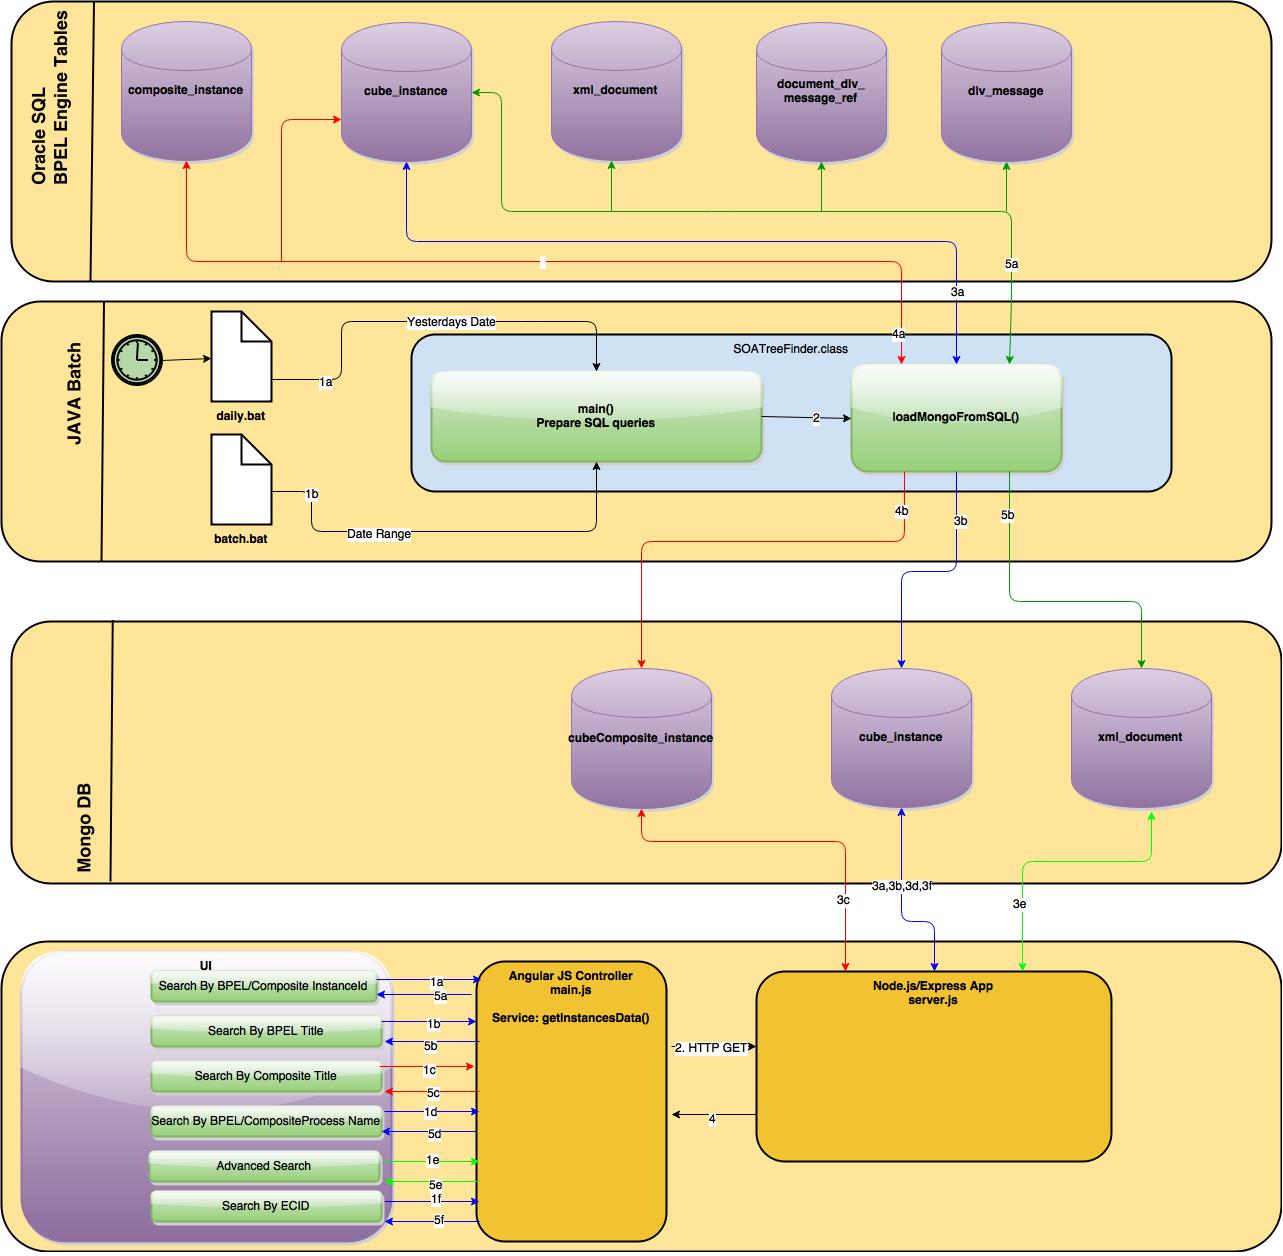 Oracle SQL
BPEL Engine Tables
composite_instance
cube_instance
xml_document
document_dlv_
message_ref
dlv_message
5a
3a
4a
JAVA Batch
daily.bat
1a
Yesterdays Date
SOATreeFinder.class
main()
Prepare SQL queries
2
loadMongoFromSQL()
batch.bat
1b
Date Range
4b
3b
5b
Mongo DB
cubeComposite_instance
cube_instance
xml_document
3c
3a,3b,3d,3f
3e
UI
Search By BPEL/Composite InstanceId
Search By BPEL Title
Search By Composite Title
Search By BPEL/CompositeProcess Name
Advanced Search
Search By ECID
1a
5a
1b
5b
1c
5c
1d
5d
1e
5e
1f
5f
Angular JS Controller
main.js
Service: getInstancesData()
2. HTTP GET
4
Node.js/Express App
server.js